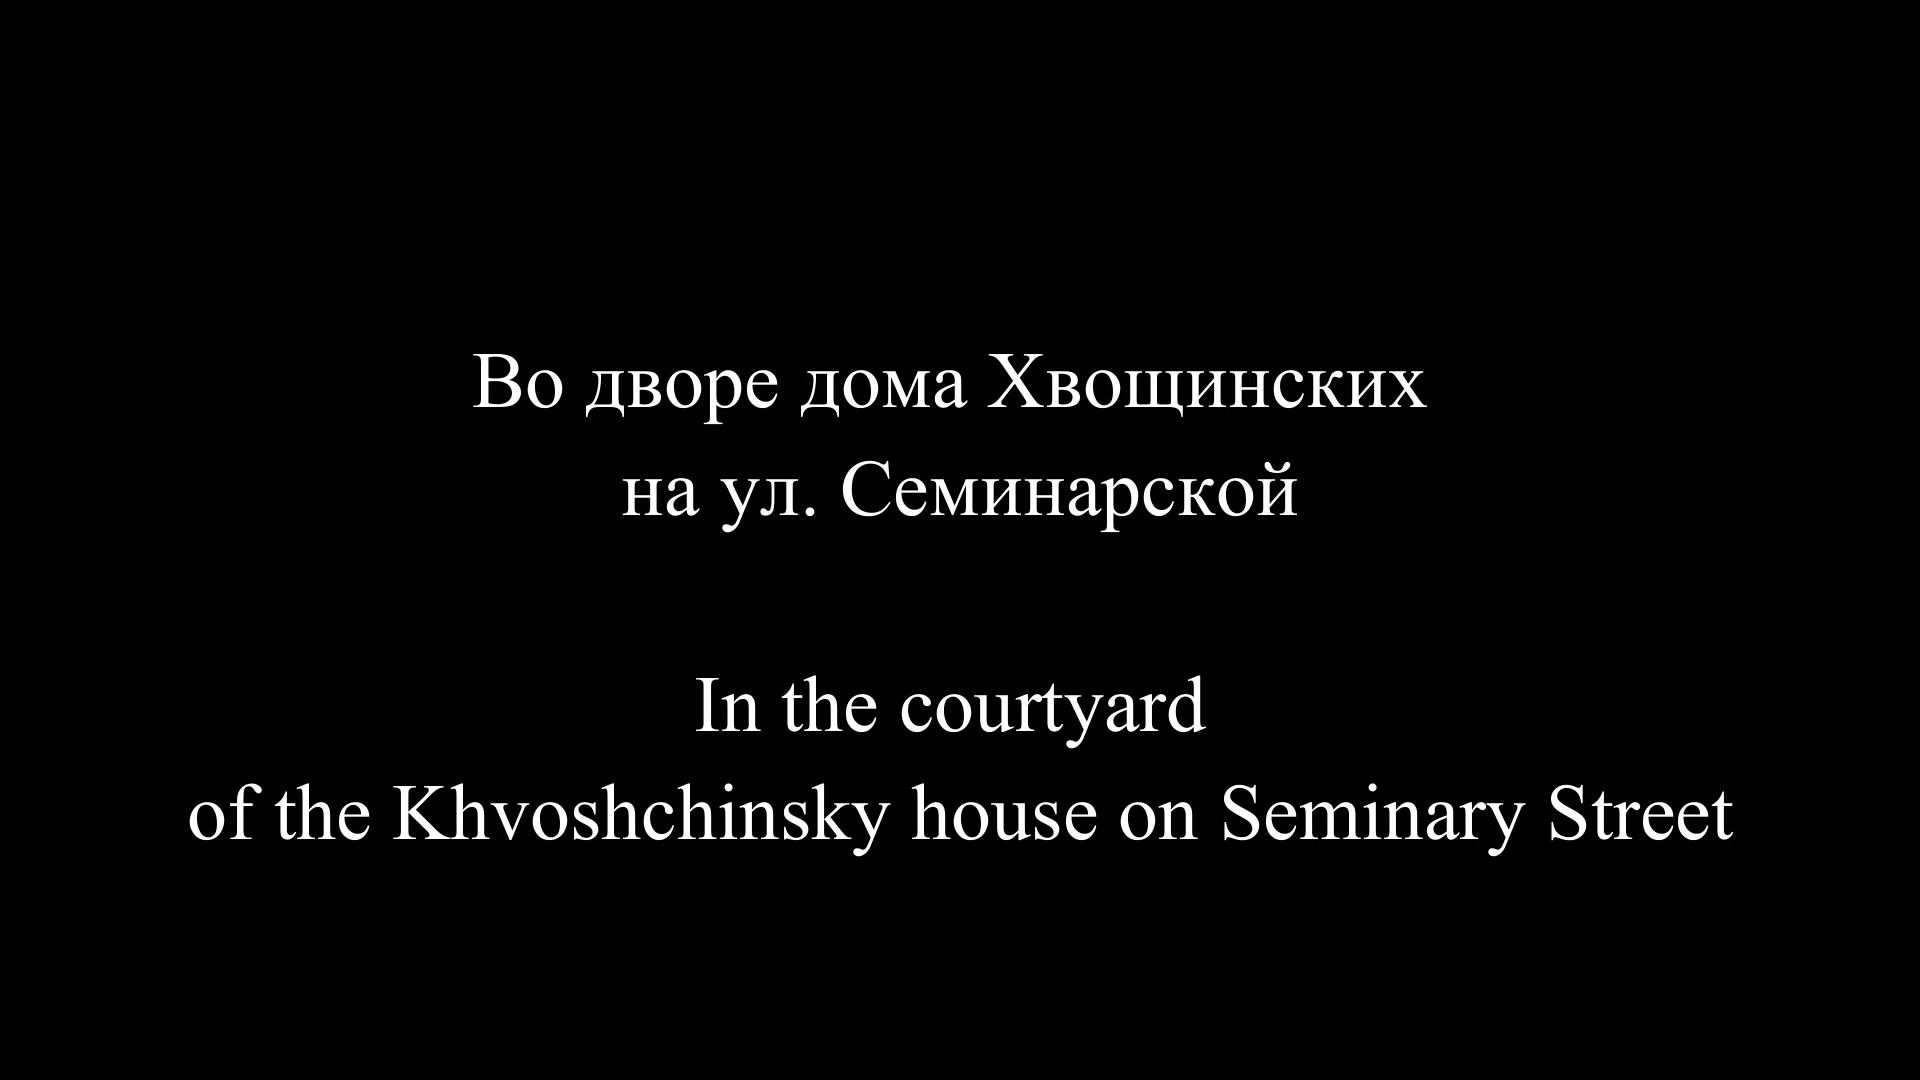 Во дворе дома Хвощинских
на ул. Семинарской
In the courtyard
of the Khvoshchinsky house on Seminary Street